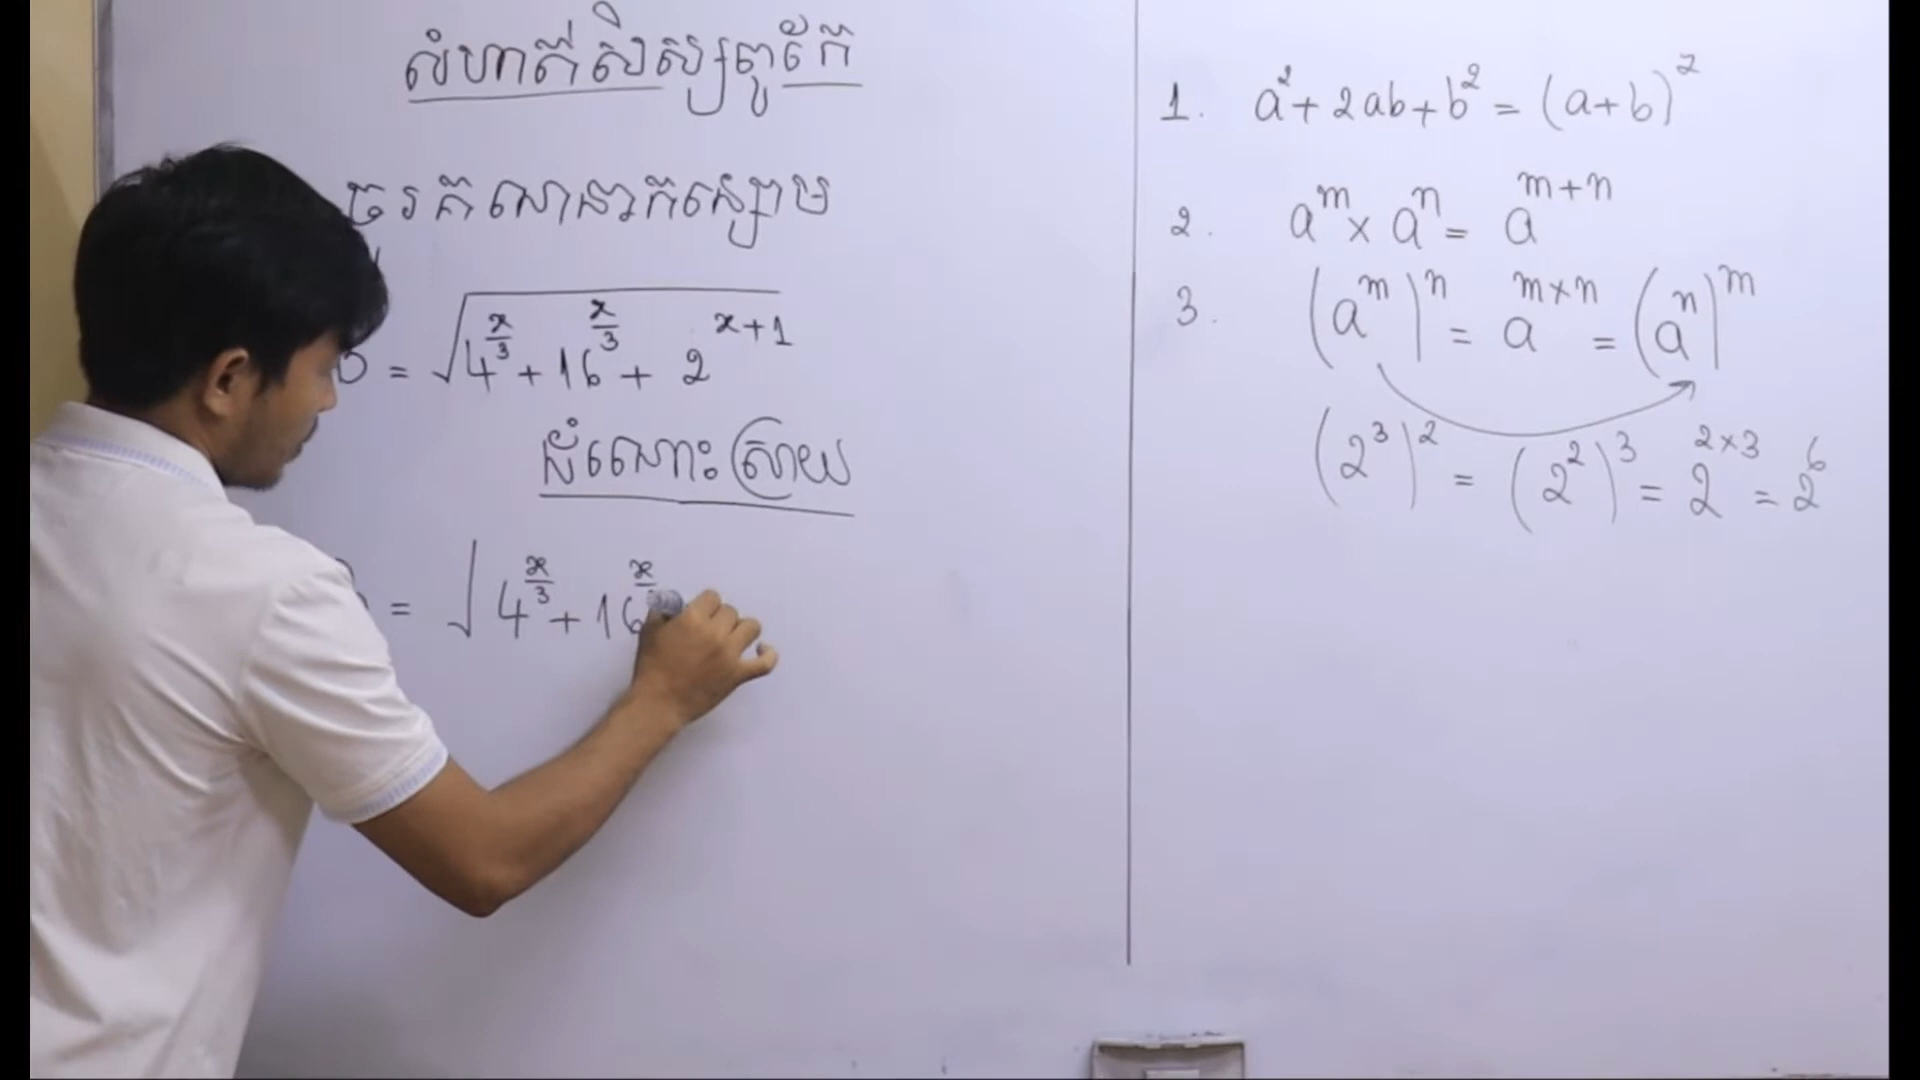 លំហាត់សិស្សពូកែ
ចូរគណនាកន្សោម
= √(4^(x/3) + 16^(x/3) + 2^(x+1))
ដំណោះស្រាយ
= √ 4^(x/3) + 16^x
1. a² + 2ab + b² = (a+b)²
2. a^m × a^n = a^(m+n)
3. (a^m)^n = a^(m×n) = (a^n)^m
(2³)² = (2²)³ = 2^(2×3) = 2⁶